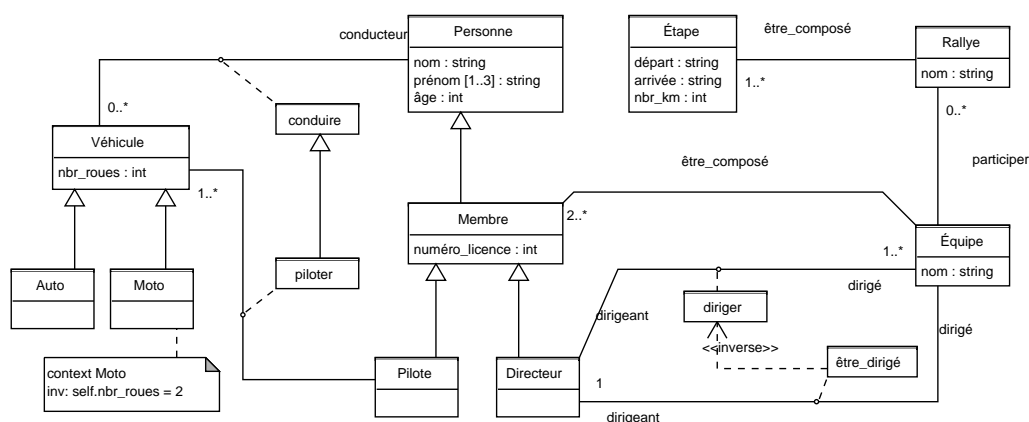 Personne
nom : string
prénom [1..3] : string
âge : int
conducteur
0..*
conduire
Véhicule
nbr_roues : int
1..*
Auto
Moto
piloter
context Moto
inv: self.nbr_roues = 2
Étape
départ : string
arrivée : string
nbr_km : int
être_composé
1..*
Rallye
nom : string
0..*
participer
être_composé
Membre
numéro_licence : int
2..*
Équipe
nom : string
1..*
dirigé
dirigeant
diriger
<<inverse>>
être_dirigé
dirigé
Pilote
Directeur
1
dirigeant